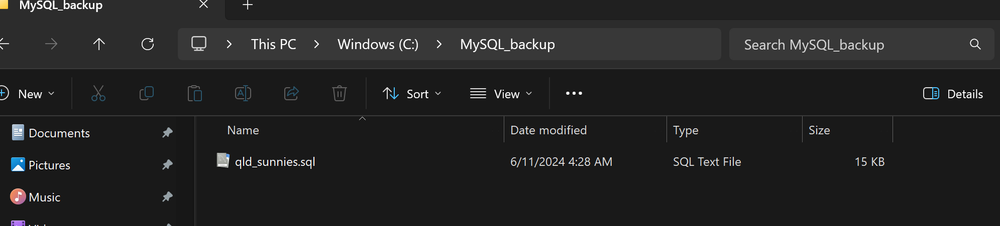 MySQL_backup
This PC > Windows (C:) > MySQL_backup
Search MySQL_backup
New
Sort
View
Details
Name Date modified Type Size
Documents
qld_sunnies.sql 6/11/2024 4:28 AM SQL Text File 15 KB
Pictures
Music